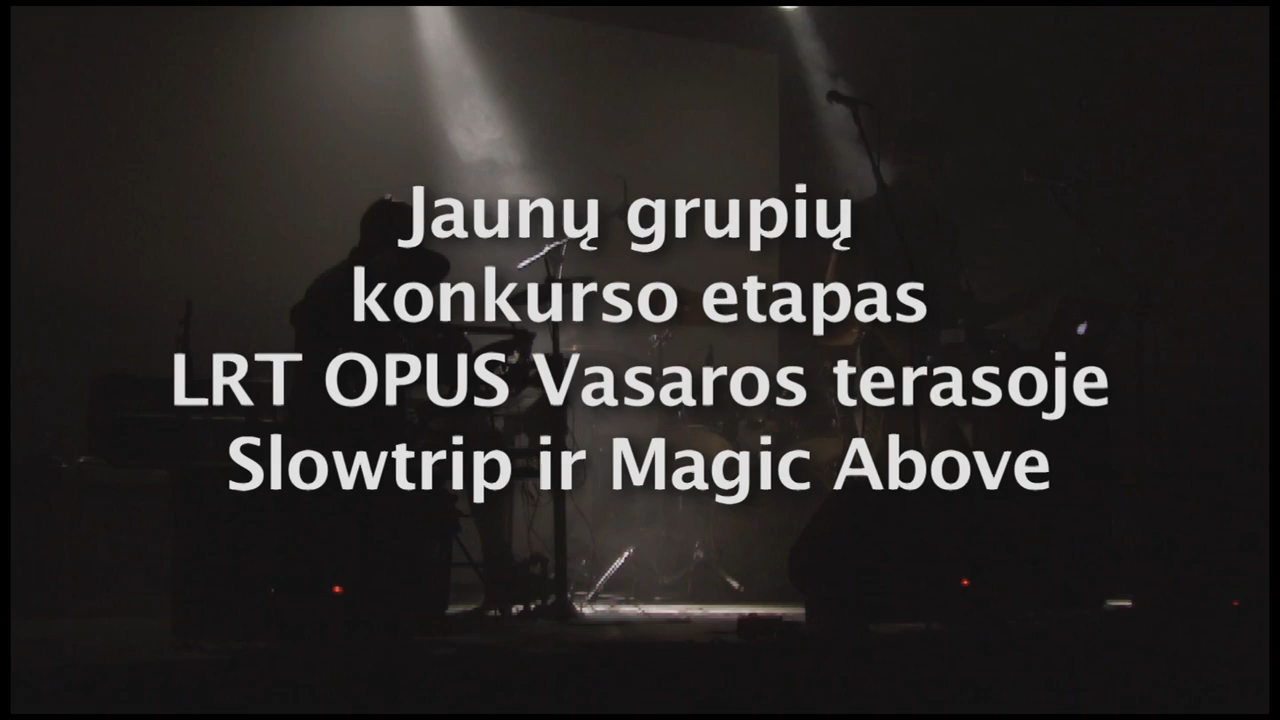 Jaunų grupių
konkurso etapas
LRT OPUS Vasaros terasoje
Slowtrip ir Magic Above